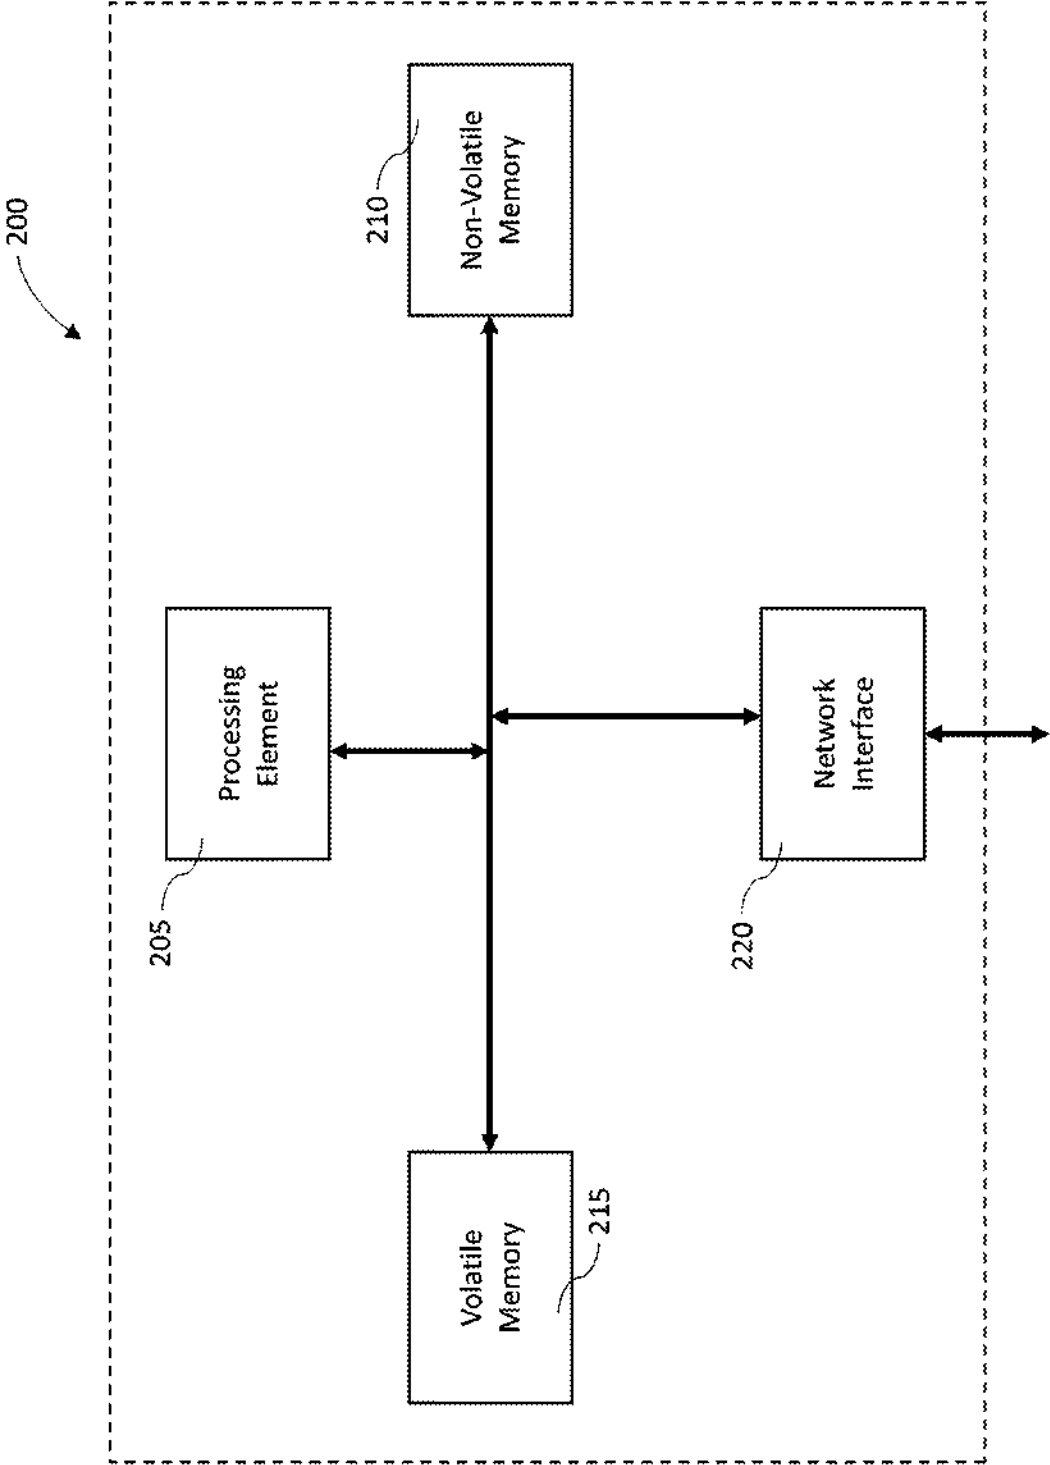 200
Processing
Element
205
Non-Volatile
Memory
210
Volatile
Memory
215
Network
Interface
220